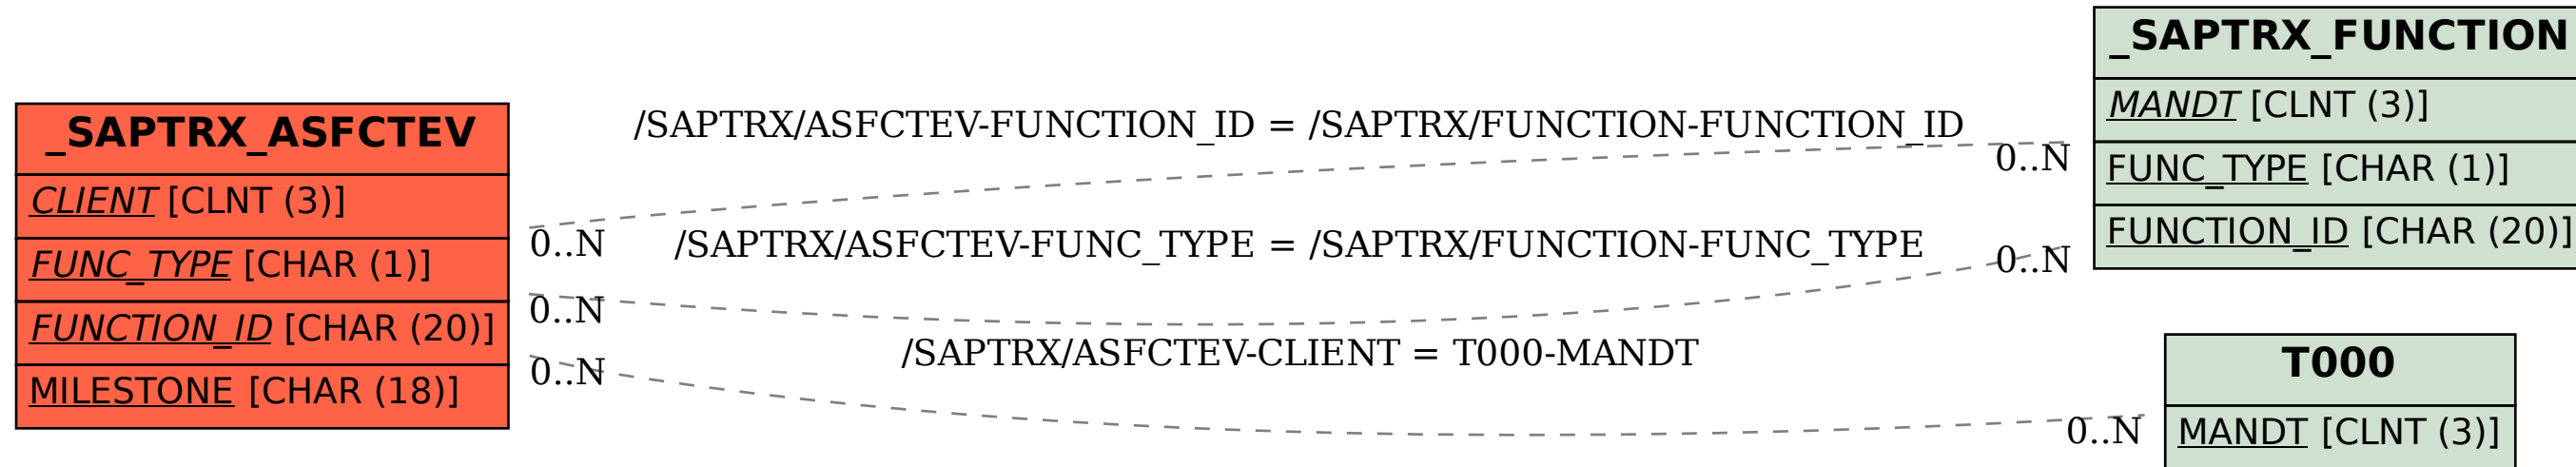 _SAPTRX_ASFCTEV
CLIENT [CLNT (3)]
FUNC_TYPE [CHAR (1)]
FUNCTION_ID [CHAR (20)]
MILESTONE [CHAR (18)]
/SAPTRX/ASFCTEV-FUNCTION_ID = /SAPTRX/FUNCTION-FUNCTION_ID
0..N
0..N
/SAPTRX/ASFCTEV-FUNC_TYPE = /SAPTRX/FUNCTION-FUNC_TYPE
0..N
0..N
/SAPTRX/ASFCTEV-CLIENT = T000-MANDT
0..N
0..N
_SAPTRX_FUNCTION
MANDT [CLNT (3)]
FUNC_TYPE [CHAR (1)]
FUNCTION_ID [CHAR (20)]
T000
MANDT [CLNT (3)]